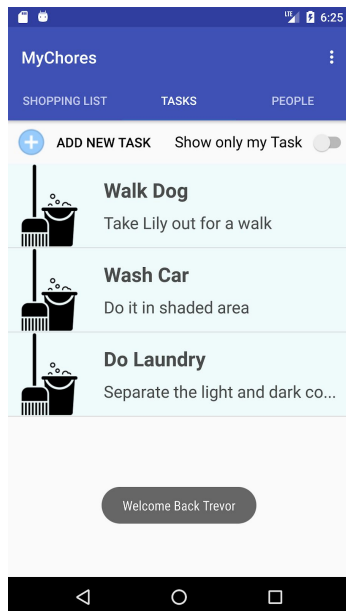 LTE 6:25
MyChores
SHOPPING LIST TASKS PEOPLE
ADD NEW TASK Show only my Task
Walk Dog
Take Lily out for a walk
Wash Car
Do it in shaded area
Do Laundry
Separate the light and dark co...
Welcome Back Trevor